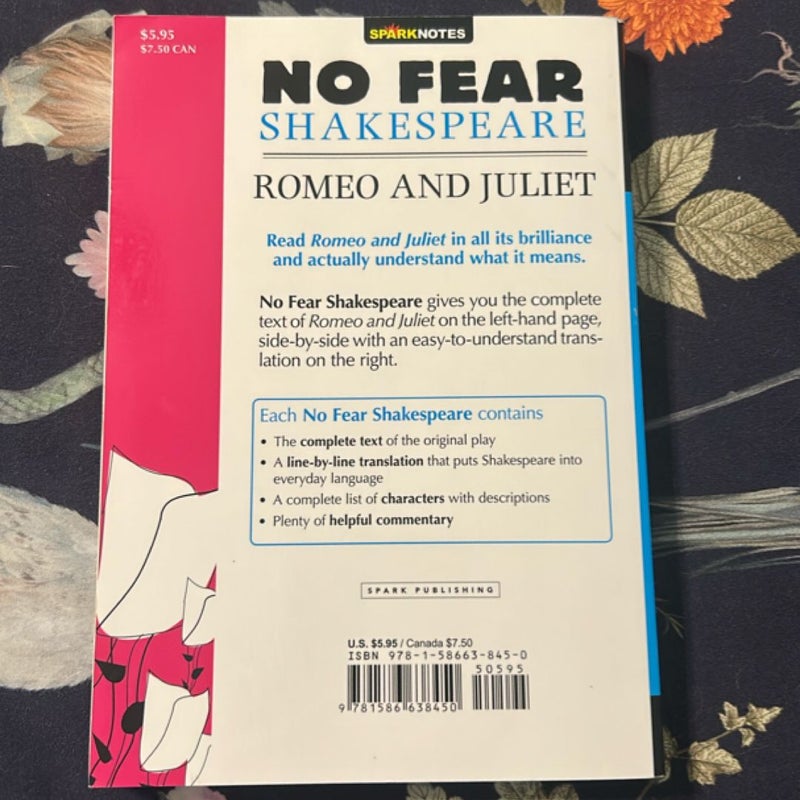 $5.95
$7.50 CAN
SPARKNOTES
NO FEAR
SHAKESPEARE
ROMEO AND JULIET
Read Romeo and Juliet in all its brilliance
and actually understand what it means.
No Fear Shakespeare gives you the complete
text of Romeo and Juliet on the left-hand page,
side-by-side with an easy-to-understand trans-
lation on the right.
Each No Fear Shakespeare contains
• The complete text of the original play
• A line-by-line translation that puts Shakespeare into
everyday language
• A complete list of characters with descriptions
• Plenty of helpful commentary
SPARK PUBLISHING
U.S. $5.95 / Canada $7.50
ISBN 978-1-58663-845-0
50595
9 781586 638450